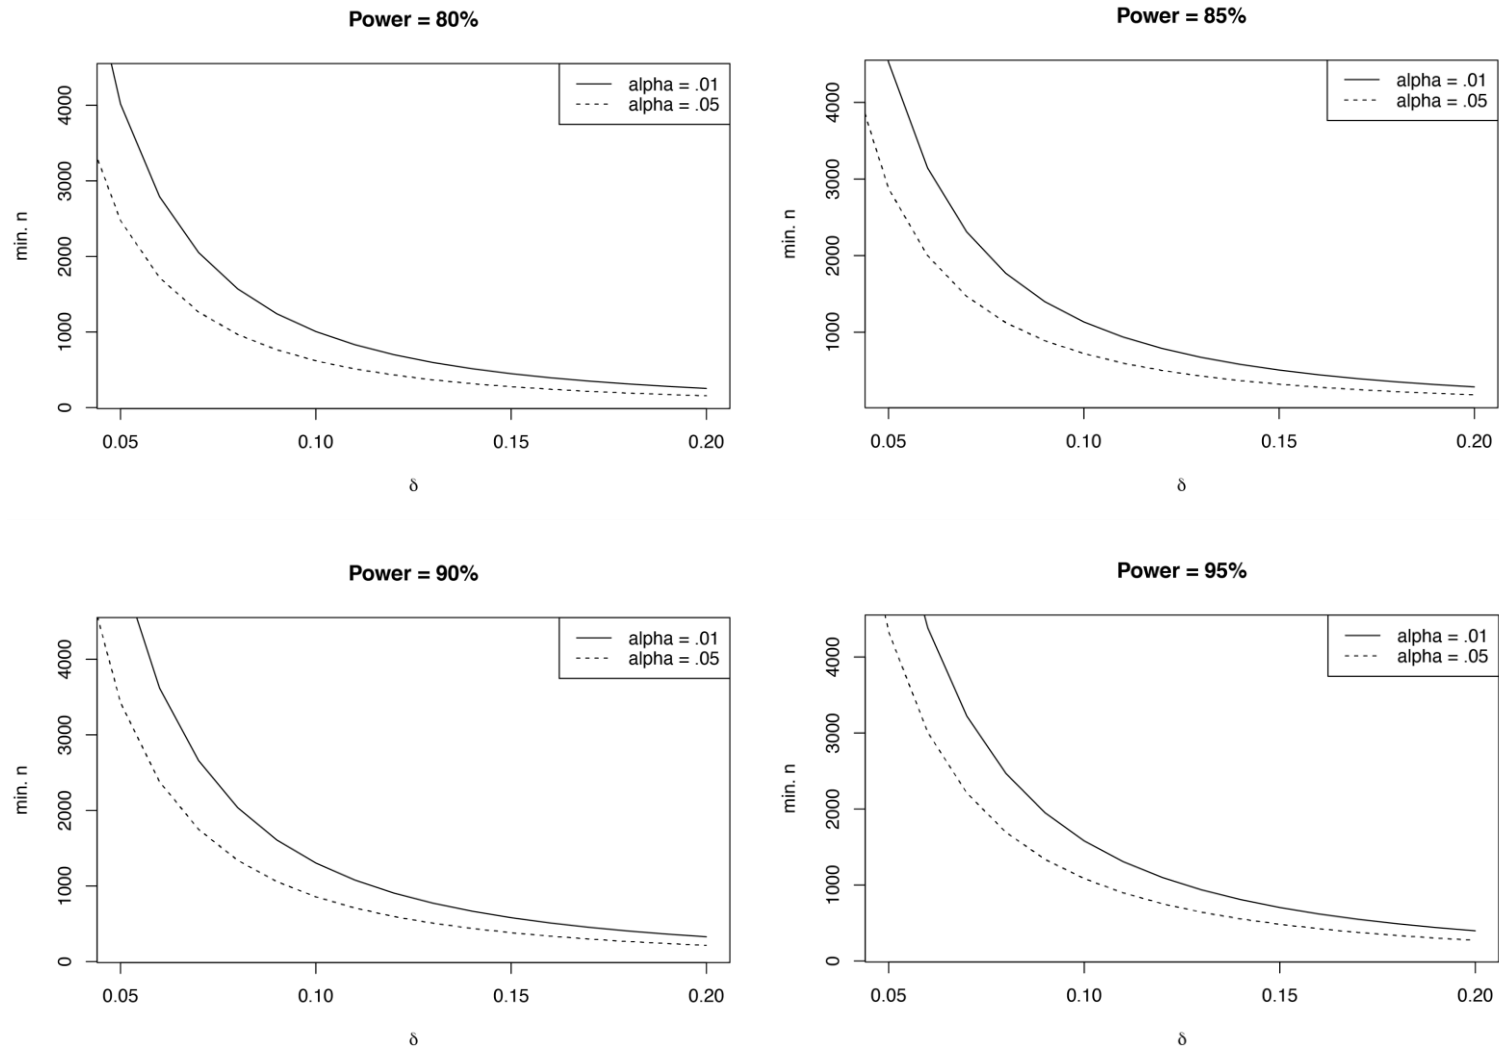 Power = 80%
alpha = .01
alpha = .05
min. n
0
1000
2000
3000
4000
0.05
0.10
0.15
0.20
δ
Power = 85%
alpha = .01
alpha = .05
min. n
1000
2000
3000
4000
0.05
0.10
0.15
0.20
δ
Power = 90%
alpha = .01
alpha = .05
min. n
0
1000
2000
3000
4000
0.05
0.10
0.15
0.20
δ
Power = 95%
alpha = .01
alpha = .05
min. n
0
1000
2000
3000
4000
0.05
0.10
0.15
0.20
δ